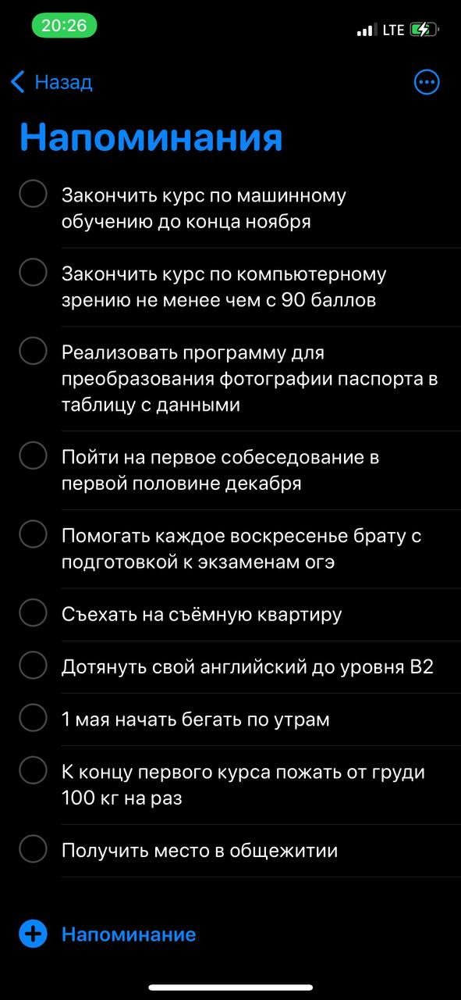 20:26
LTE
Назад
Напоминания
Закончить курс по машинному
обучению до конца ноября
Закончить курс по компьютерному
зрению не менее чем с 90 баллов
Реализовать программу для
преобразования фотографии паспорта в
таблицу с данными
Пойти на первое собеседование в
первой половине декабря
Помогать каждое воскресенье брату с
подготовкой к экзаменам огэ
Съехать на съёмную квартиру
Дотянуть свой английский до уровня B2
1 мая начать бегать по утрам
К концу первого курса пожать от груди
100 кг на раз
Получить место в общежитии
Напоминание